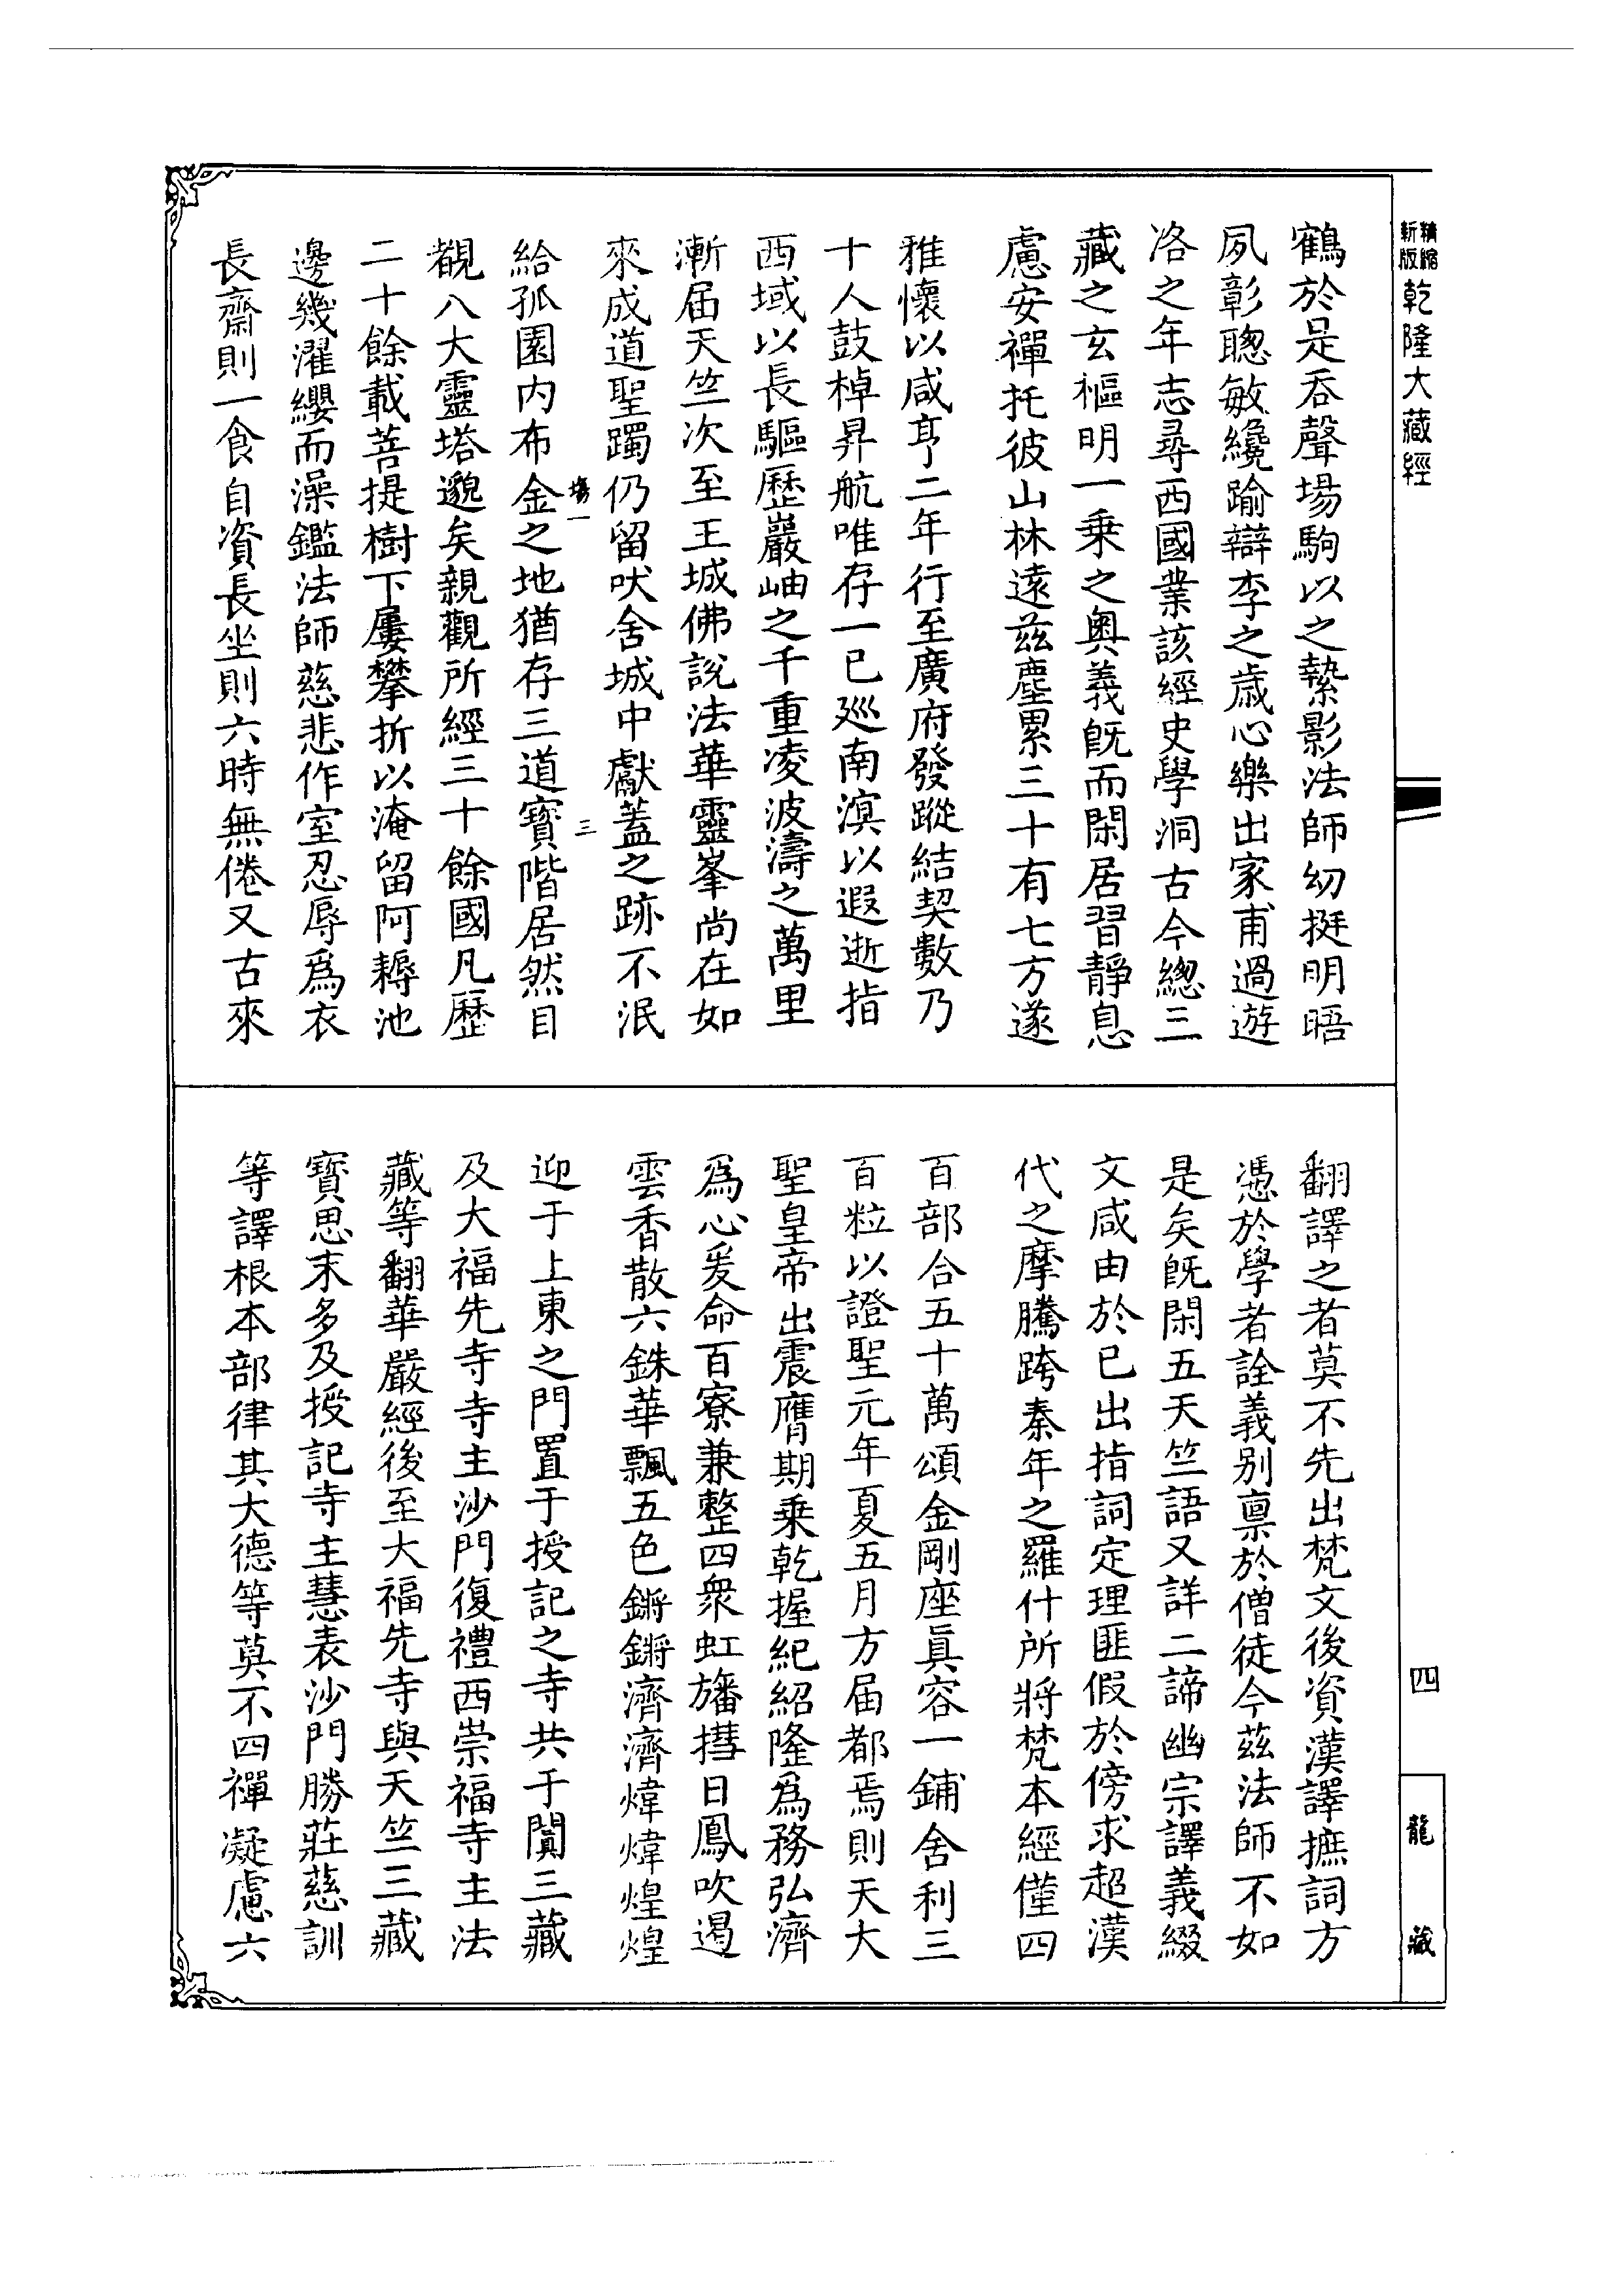 精縮
新版
乾隆大藏經
四
龍藏
鶴於是吞聲場駒以之縶影法師幼挺明晤
夙彰聰敏纔踰辯李之歳心樂出家甫過遊
洛之年志尋西國業該經史學洞古今總三
藏之玄樞明一乗之奥義旣而閑居習靜息
慮安禪托彼山林遠茲塵累三十有七方遂
雅懷以咸亨二年行至廣府發蹤結契數乃
十人鼓棹昇航唯存一已廵南溟以遐逝指
西域以長驅歷巖岫之千重凌波濤之萬里
漸届天竺次至王城佛說法華靈峯尚在如
來成道聖躅仍留吠舍城中獻蓋之跡不泯
塲一
三
給孤園内布金之地猶存三道寳階居然目
覩八大靈塔邈矣親觀所經三十餘國凡歷
二十餘載菩提樹下屢攀折以淹留阿耨池
邊幾濯纓而澡鑑法師慈悲作室忍辱爲衣
長齋則一食自資長坐則六時無倦又古來
翻譯之者莫不先出梵文後資漢譯摭詞方
憑於學者詮義别禀於僧徒今茲法師不如
是矣旣閑五天竺語又詳二諦幽宗譯義綴
文咸由於已出指詞定理匪假於傍求超漢
代之摩騰跨秦年之羅什所將梵本經僅四
百部合五十萬頌金剛座眞容一鋪舍利三
百粒以證聖元年夏五月方届都焉則天大
聖皇帝出震膺期乗乾握紀紹隆爲務弘濟
爲心爰命百寮兼整四衆虹旛掛日鳳吹遏
雲香散六銖華飄五色鏘鏘濟濟煒煒煌煌
迎于上東之門置于授記之寺共于闐三藏
及大福先寺寺主沙門復禮西崇福寺主法
藏等翻華嚴經後至大福先寺與天竺三藏
寳思末多及授記寺主慧表沙門勝莊慈訓
等譯根本部律其大德等莫不四禪凝慮六